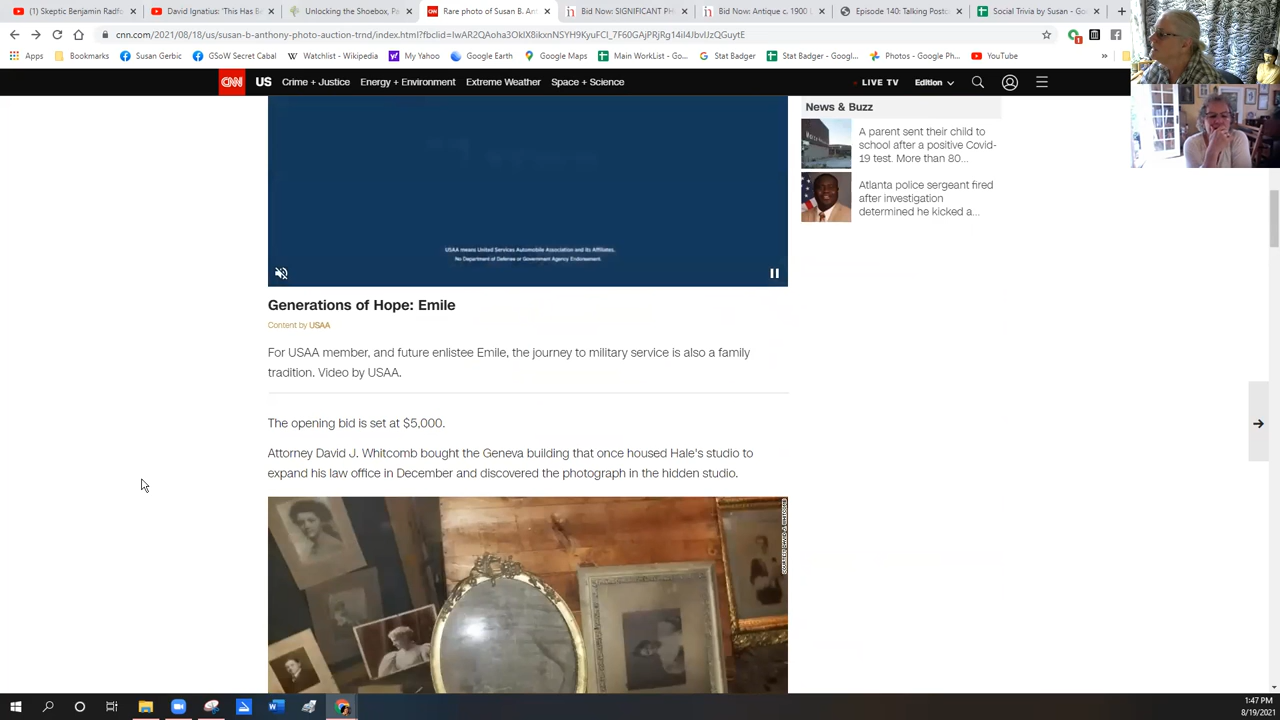 (1) Skeptic Benjamin Radfo
David Ignatius: 'This Has Be
Unlocking the Shoebox, P
Rare photo of Susan B. Ant
Bid Now: SIGNIFICANT PH
Bid Now: Antique c. 1900 L
Episode 140: Talking Postc
Social Trivia by Susan - Goo
cnn.com/2021/08/18/us/susan-b-anthony-photo-auction-trnd/index.html?
Apps
Bookmarks
Susan Gerbic
GSoW Secret Cabal
Watchlist - Wikipedia
My Yahoo
Google Earth
Google Maps
Main WorkList - Go...
Stat Badger
Stat Badger - Googl...
Photos - Google Ph...
YouTube
CNN US Crime + Justice Energy + Environment Extreme Weather Space + Science LIVE TV Edition
USAA means United Services Automobile Association and its Affiliates.
No Department of Defense or Government Agency Endorsement.
Generations of Hope: Emile
Content by USAA
For USAA member, and future enlistee Emile, the journey to military service is also a family
tradition. Video by USAA.
The opening bid is set at $5,000.
Attorney David J. Whitcomb bought the Geneva building that once housed Hale's studio to
expand his law office in December and discovered the photograph in the hidden studio.
COURTESY DAVID J. WHITCOMB
News & Buzz
A parent sent their child to
school after a positive Covid-
19 test. More than 80...
Atlanta police sergeant fired
after investigation
determined he kicked a...
1:47 PM
8/19/2021